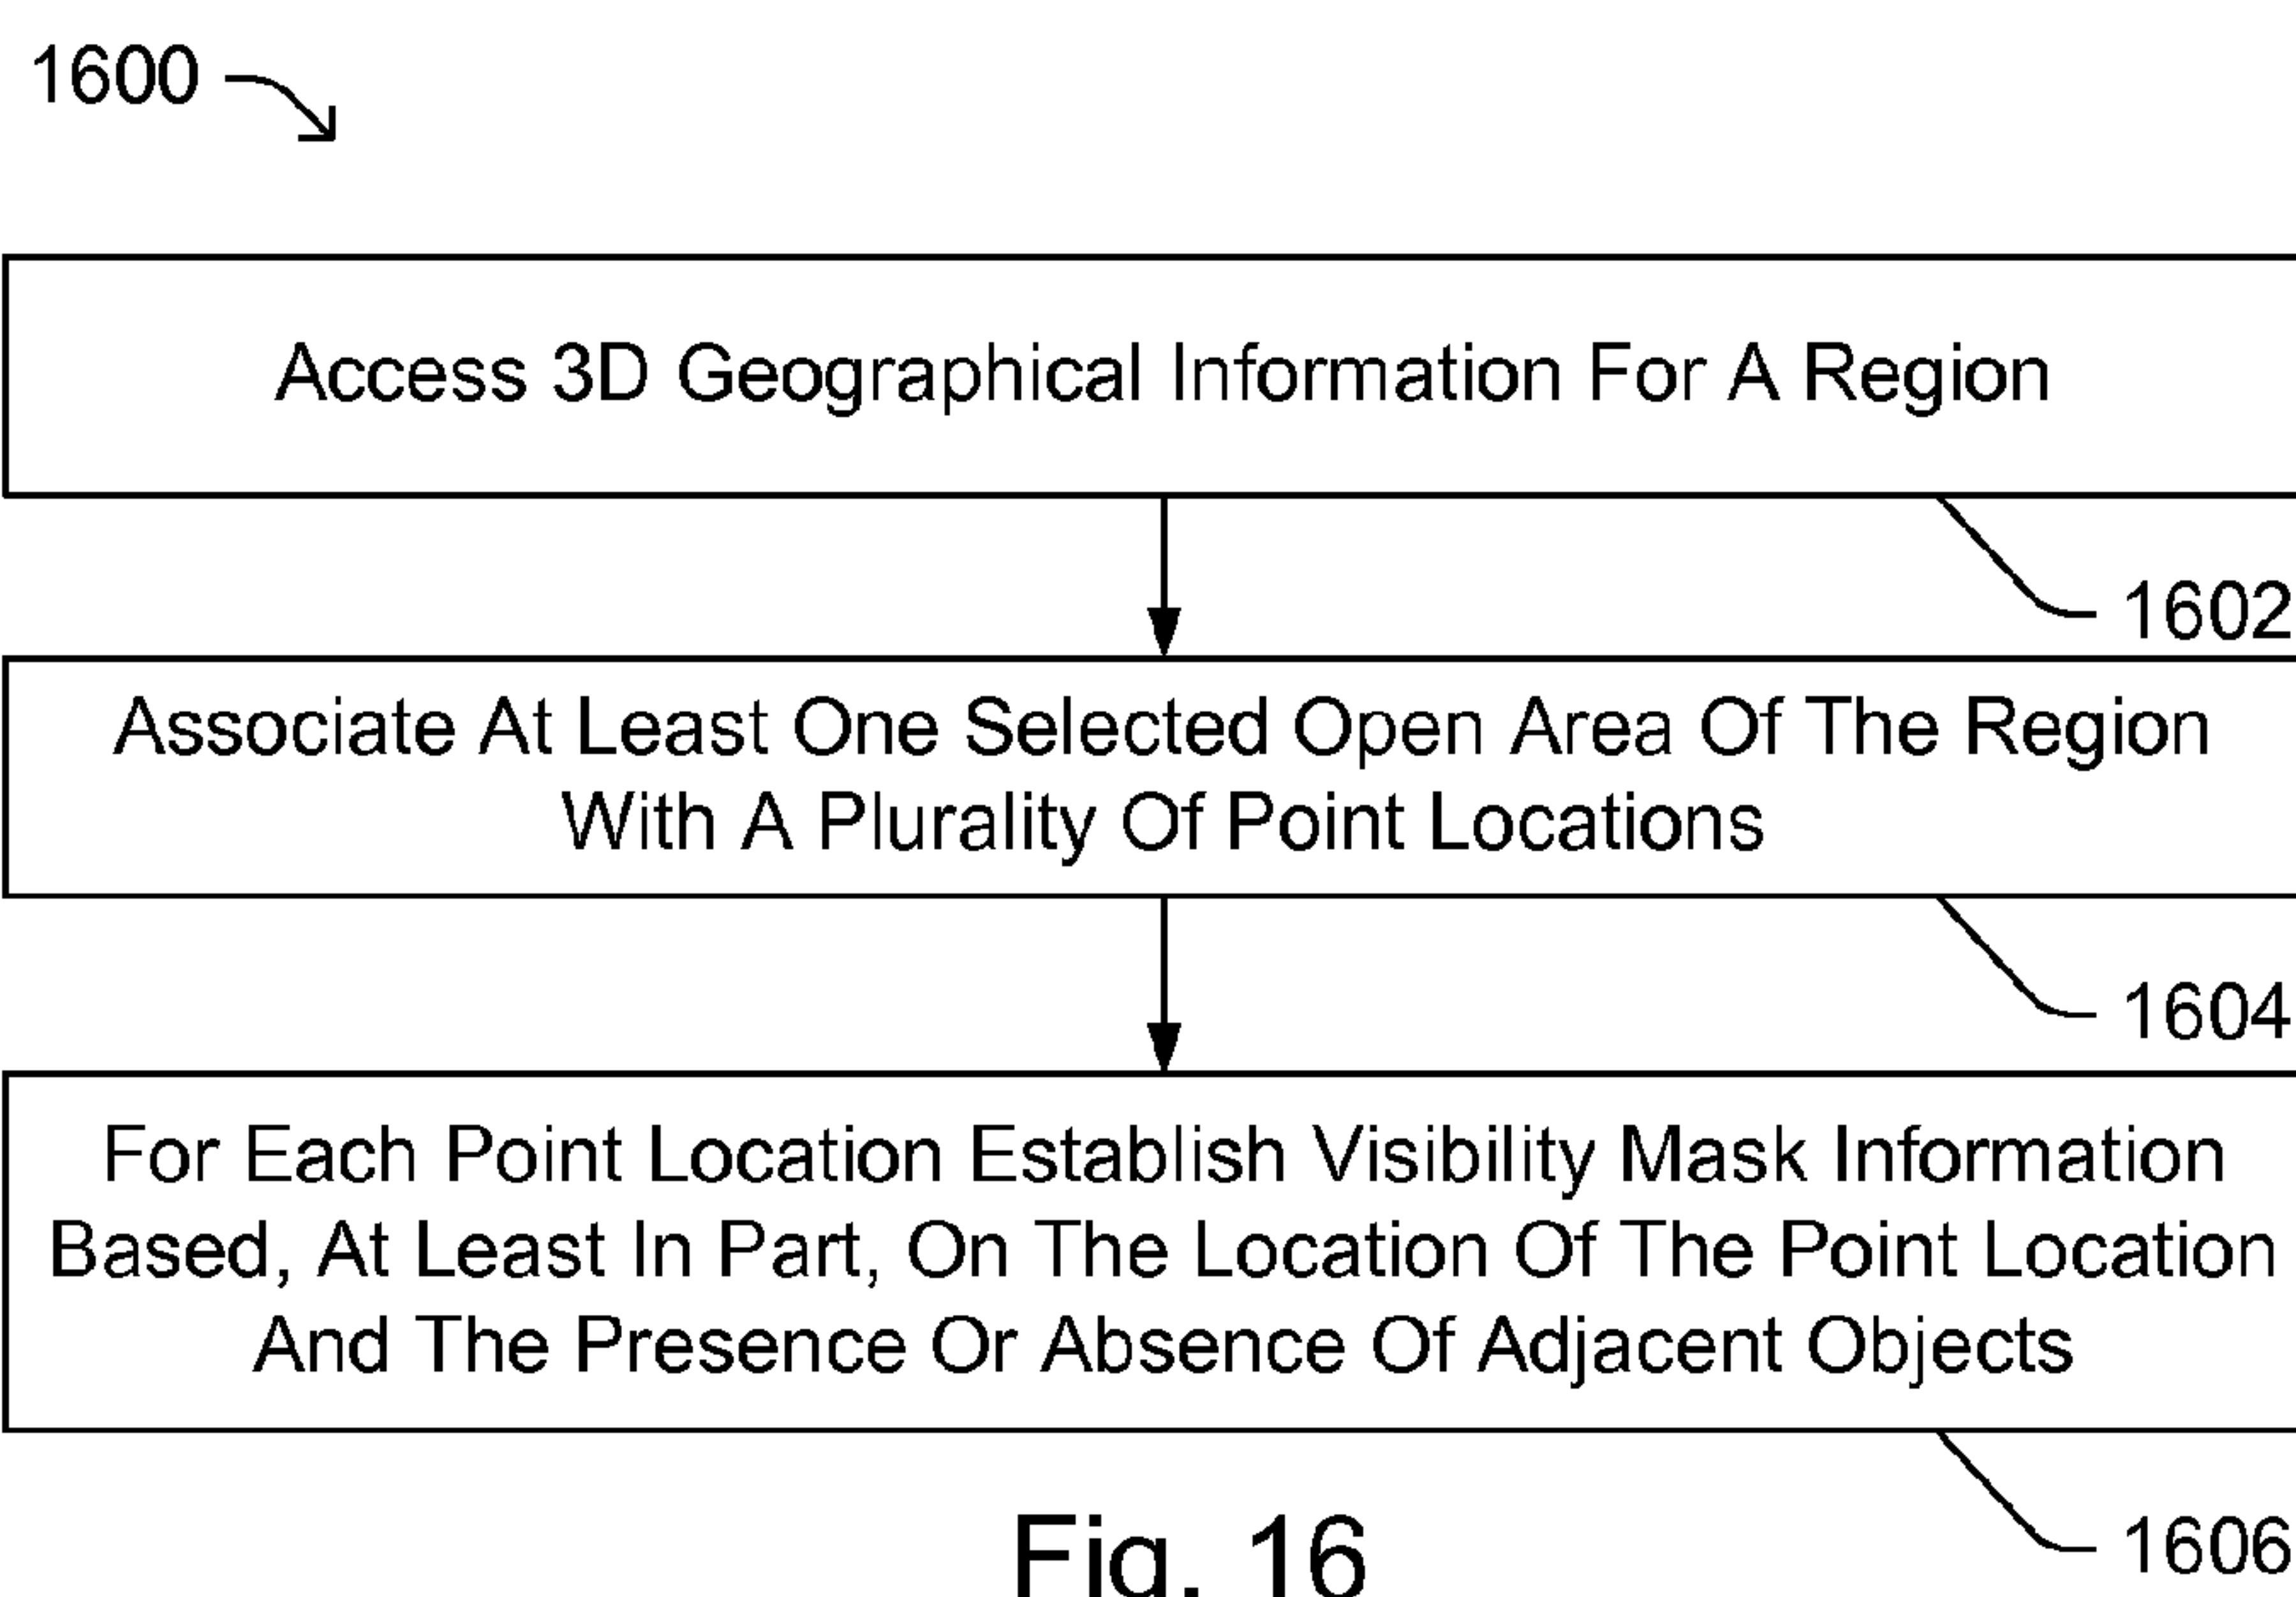 1600
Access 3D Geographical Information For A Region
1602
Associate At Least One Selected Open Area Of The Region
With A Plurality Of Point Locations
1604
For Each Point Location Establish Visibility Mask Information
Based, At Least In Part, On The Location Of The Point Location
And The Presence Or Absence Of Adjacent Objects
1606
Fig. 16